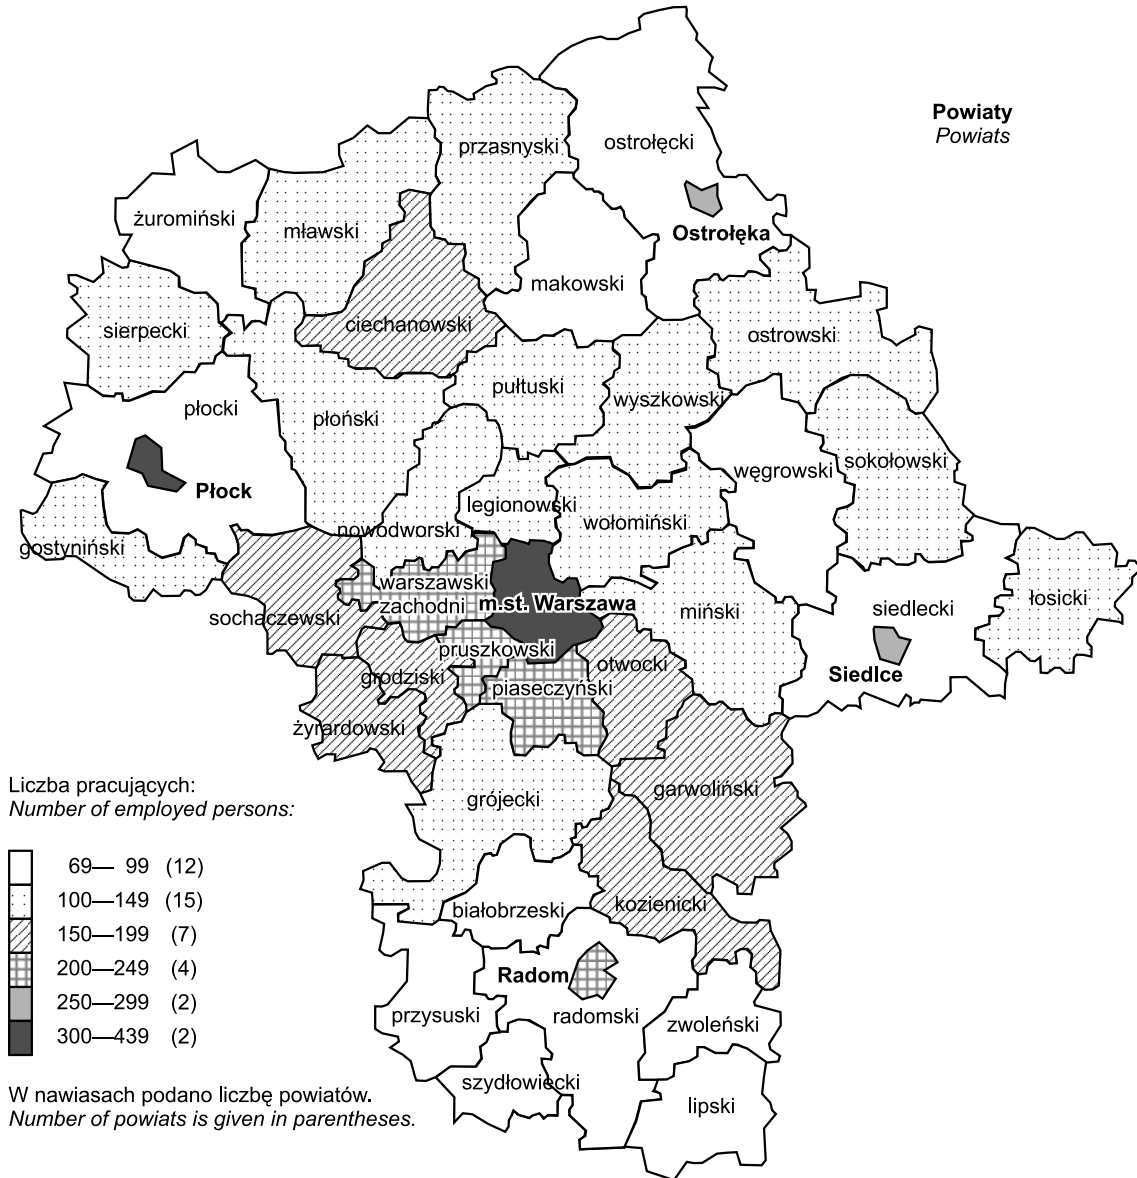 Powiaty
Powiats
przasnyski
ostrołęcki
żuromiński
mławski
Ostrołęka
makowski
sierpecki
ciechanowski
ostrowski
płocki
płoński
pułtuski
wyszkowski
węgrowski
sokołowski
Płock
legionowski
nowodworski
wołomiński
gostyniński
warszawski
zachodni
m.st. Warszawa
miński
siedlecki
łosicki
sochaczewski
pruszkowski
otwocki
grodziski
piaseczyński
Siedlce
żyrardowski
grójecki
garwoliński
Liczba pracujących:
Number of employed persons:
69— 99 (12)
100—149 (15)
150—199 (7)
200—249 (4)
250—299 (2)
300—439 (2)
białobrzeski
kozienicki
Radom
przysuski
radomski
zwoleński
szydłowiecki
lipski
W nawiasach podano liczbę powiatów.
Number of powiats is given in parentheses.